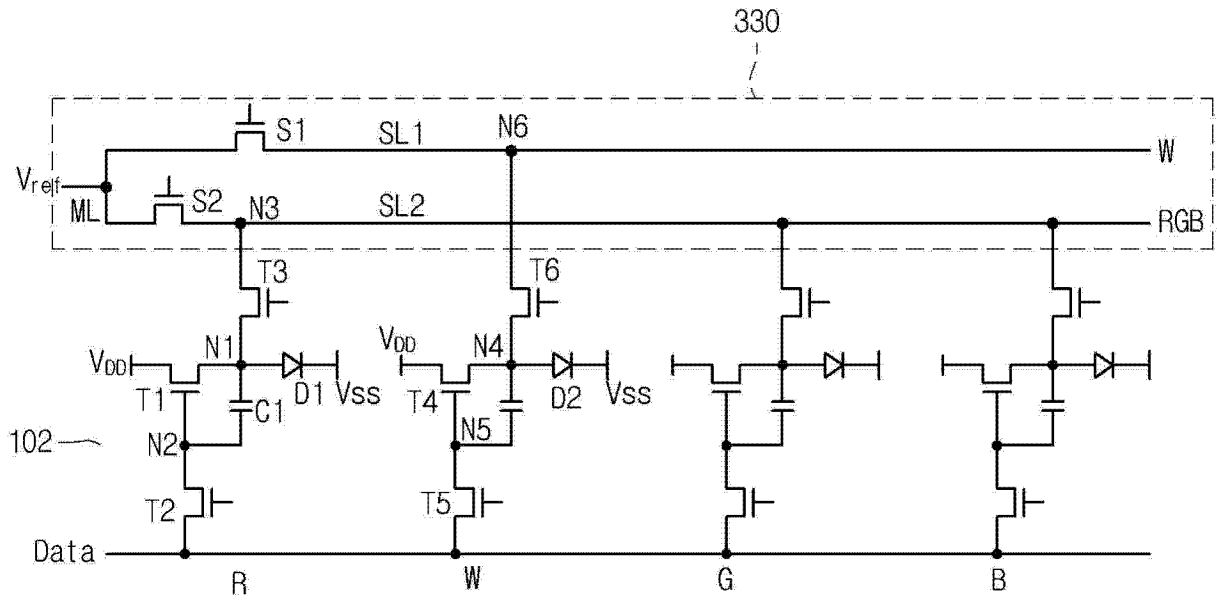 330
S1 SL1 N6 W
Vref
ML S2 N3 SL2 RGB
T3 T6
VDD N1 VDD N4
T1 C1 D1 Vss T4 D2 Vss
102 N2 N5
T2 T5
Data
R W G B